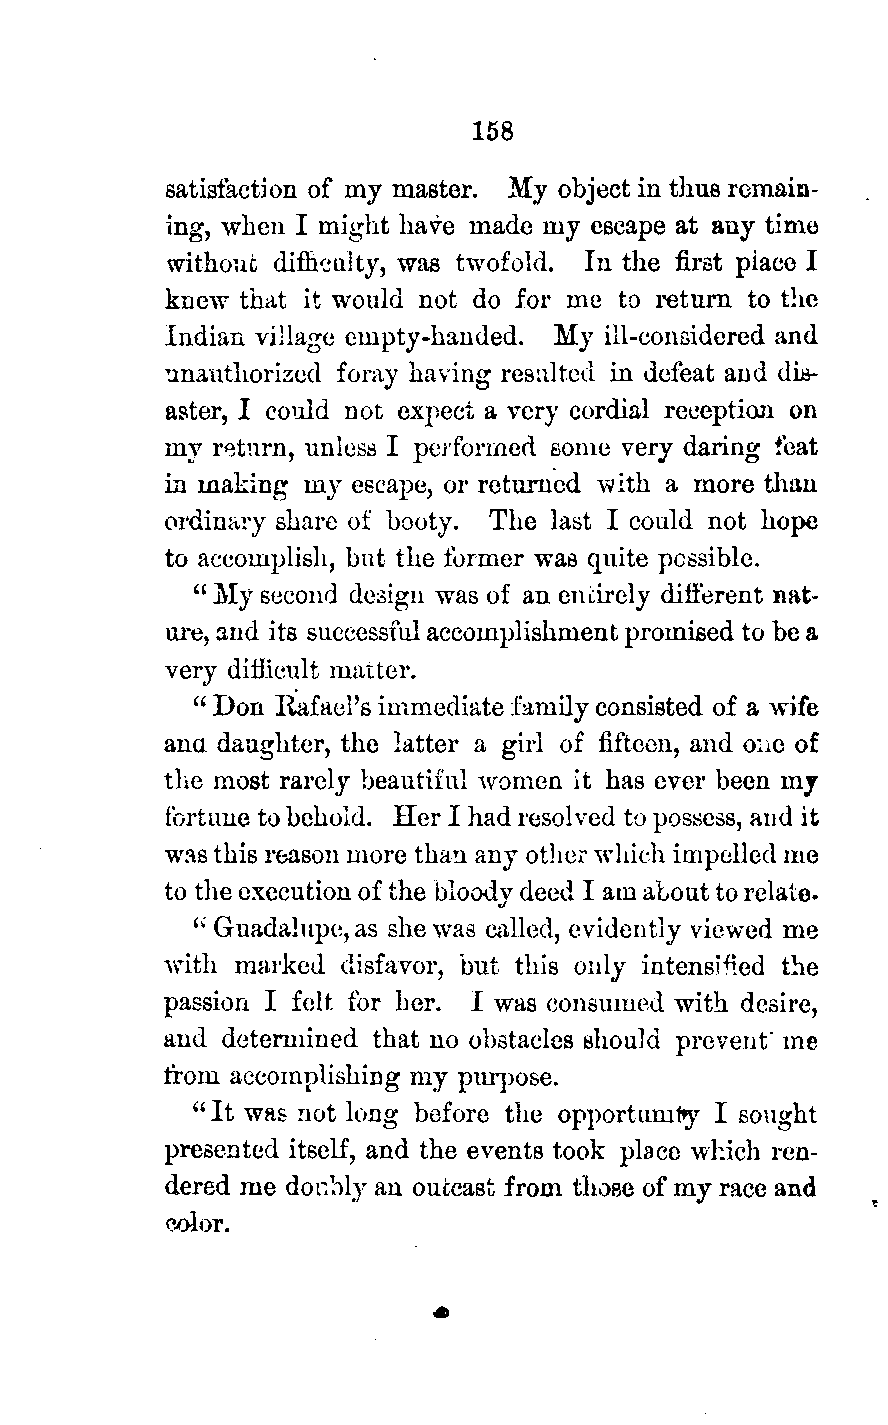 158
satisfaction of my master. My object in thus remain-
ing, when I might have made my escape at any time
without difficulty, was twofold. In the first place I
knew that it would not do for me to return to the
Indian village empty-handed. My ill-considered and
unauthorized foray having resulted in defeat and dis-
aster, I could not expect a very cordial reception on
my return, unless I performed some very daring feat
in making my escape, or returned with a more than
ordinary share of booty. The last I could not hope
to accomplish, but the former was quite possible.
"My second design was of an entirely different nat-
ure, and its successful accomplishment promised to be a
very difficult matter.
"Don Rafael's immediate family consisted of a wife
and daughter, the latter a girl of fifteen, and one of
the most rarely beautiful women it has ever been my
fortune to behold. Her I had resolved to possess, and it
was this reason more than any other which impelled me
to the execution of the bloody deed I am about to relate.
"Guadalupe, as she was called, evidently viewed me
with marked disfavor, but this only intensified the
passion I felt for her. I was consumed with desire,
and determined that no obstacles should prevent me
from accomplishing my purpose.
"It was not long before the opportunity I sought
presented itself, and the events took place which ren-
dered me doubly an outcast from those of my race and
color.